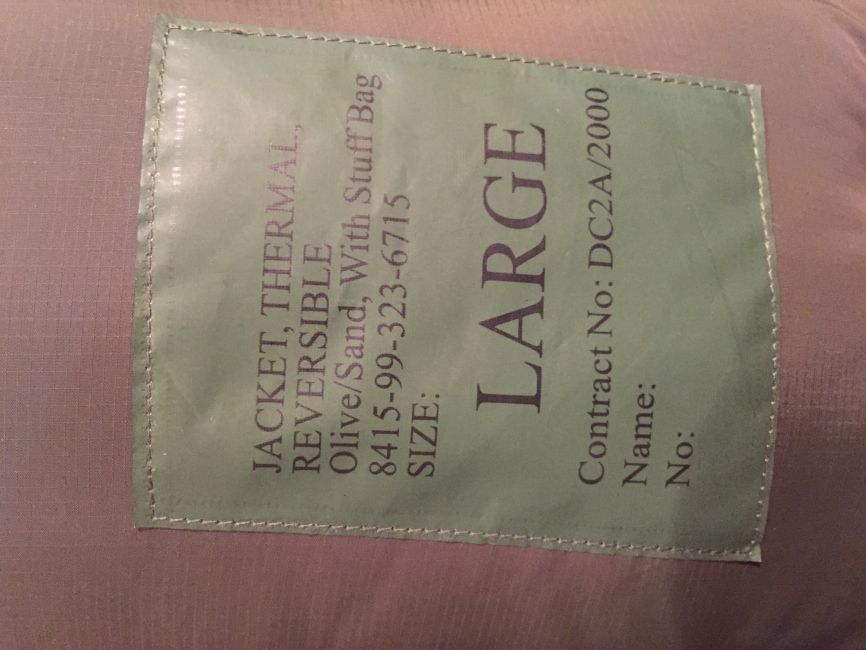 JACKET, THERMAL,
REVERSIBLE
Olive/Sand, With Stuff Bag
8415-99-323-6715
SIZE:
LARGE
Contract No: DC2A/2000
Name:
No: